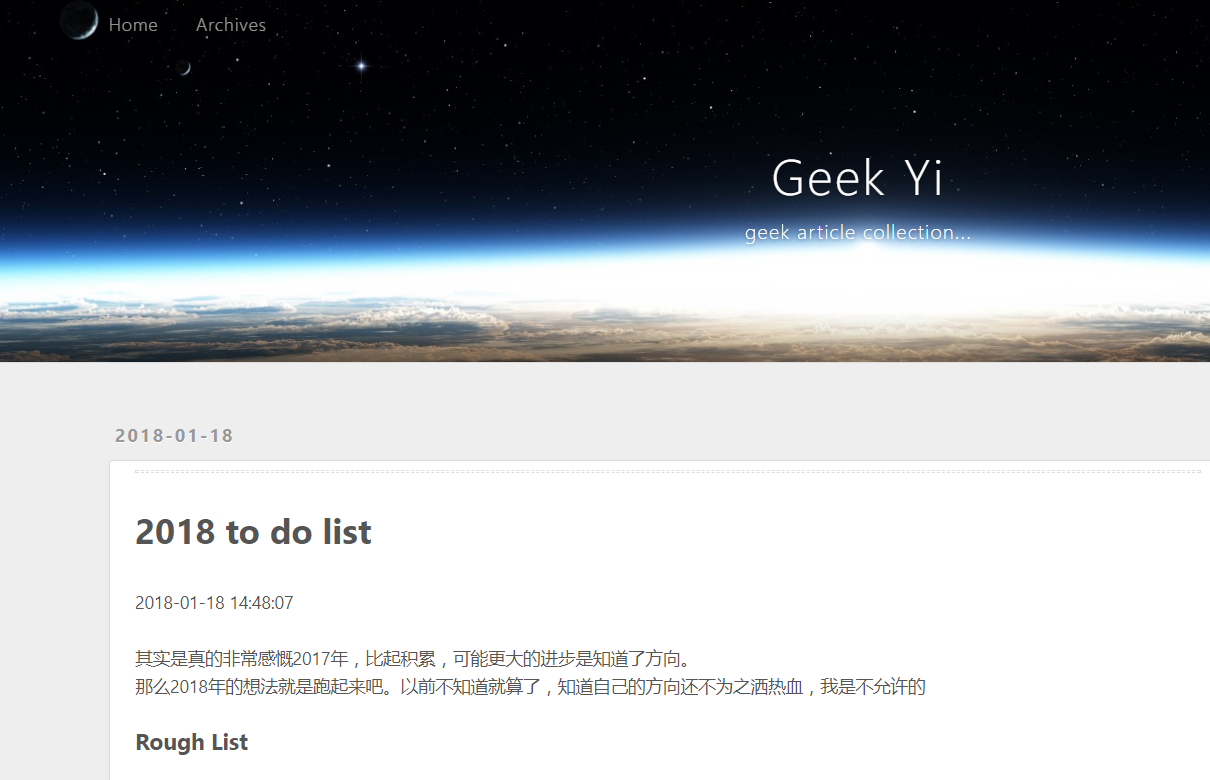 Home Archives
Geek Yi
geek article collection...
2018-01-18
2018 to do list
2018-01-18 14:48:07
其实是真的非常感慨2017年，比起积累，可能更大的进步是知道了方向。
那么2018年的想法就是跑起来吧。以前不知道就算了，知道自己的方向还不为之洒热血，我是不允许的
Rough List